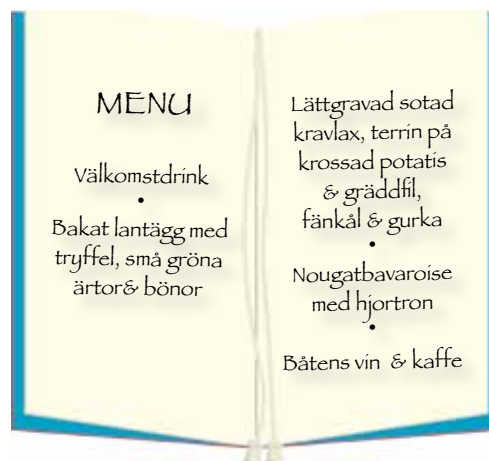 MENU
Välkomstdrink
•
Bakat lantägg med
tryffel, små gröna
ärtor& bönor
Lättgravad sotad
kravlax, terrin på
krossad potatis
& gräddfil,
fänkål & gurka
•
Nougatbavaroise
med hjortron
•
Båtens vin & kaffe